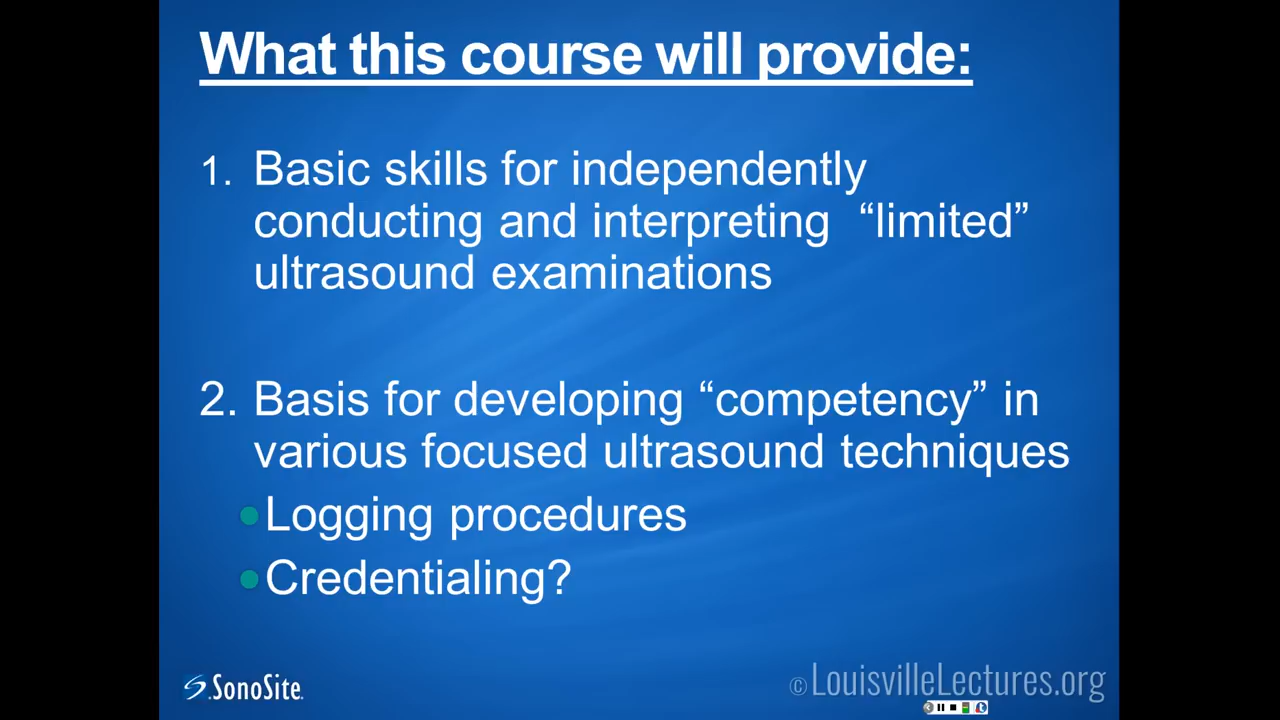 What this course will provide:
1. Basic skills for independently
conducting and interpreting “limited”
ultrasound examinations
2. Basis for developing “competency” in
various focused ultrasound techniques
Logging procedures
Credentialing?
SonoSite
© LouisvilleLectures.org